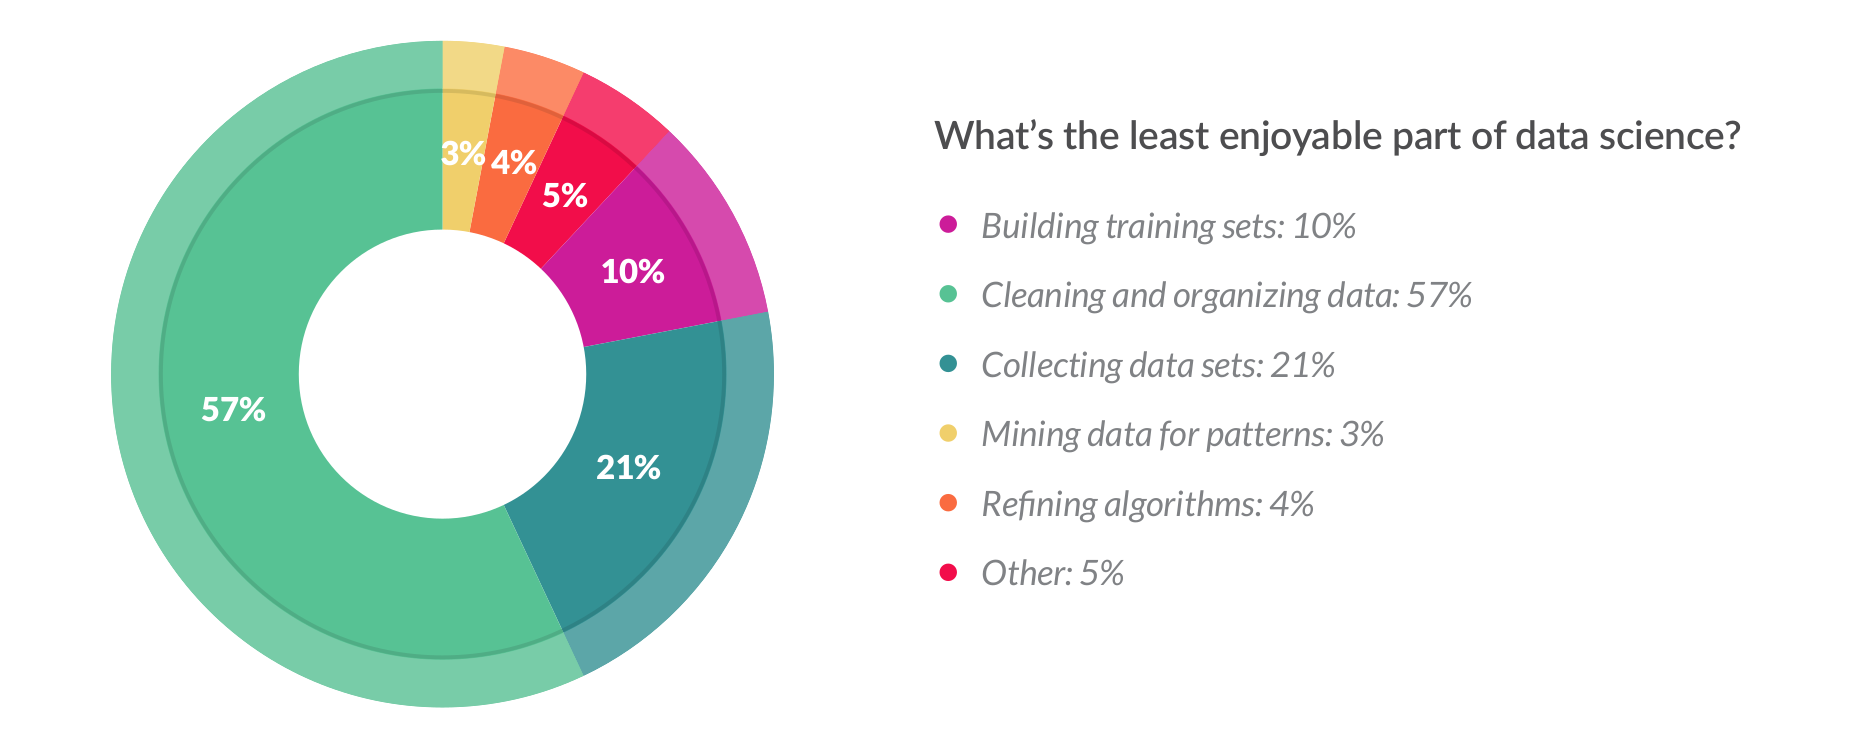 3%
4%
5%
10%
57%
21%
What's the least enjoyable part of data science?
Building training sets: 10%
Cleaning and organizing data: 57%
Collecting data sets: 21%
Mining data for patterns: 3%
Refining algorithms: 4%
Other: 5%